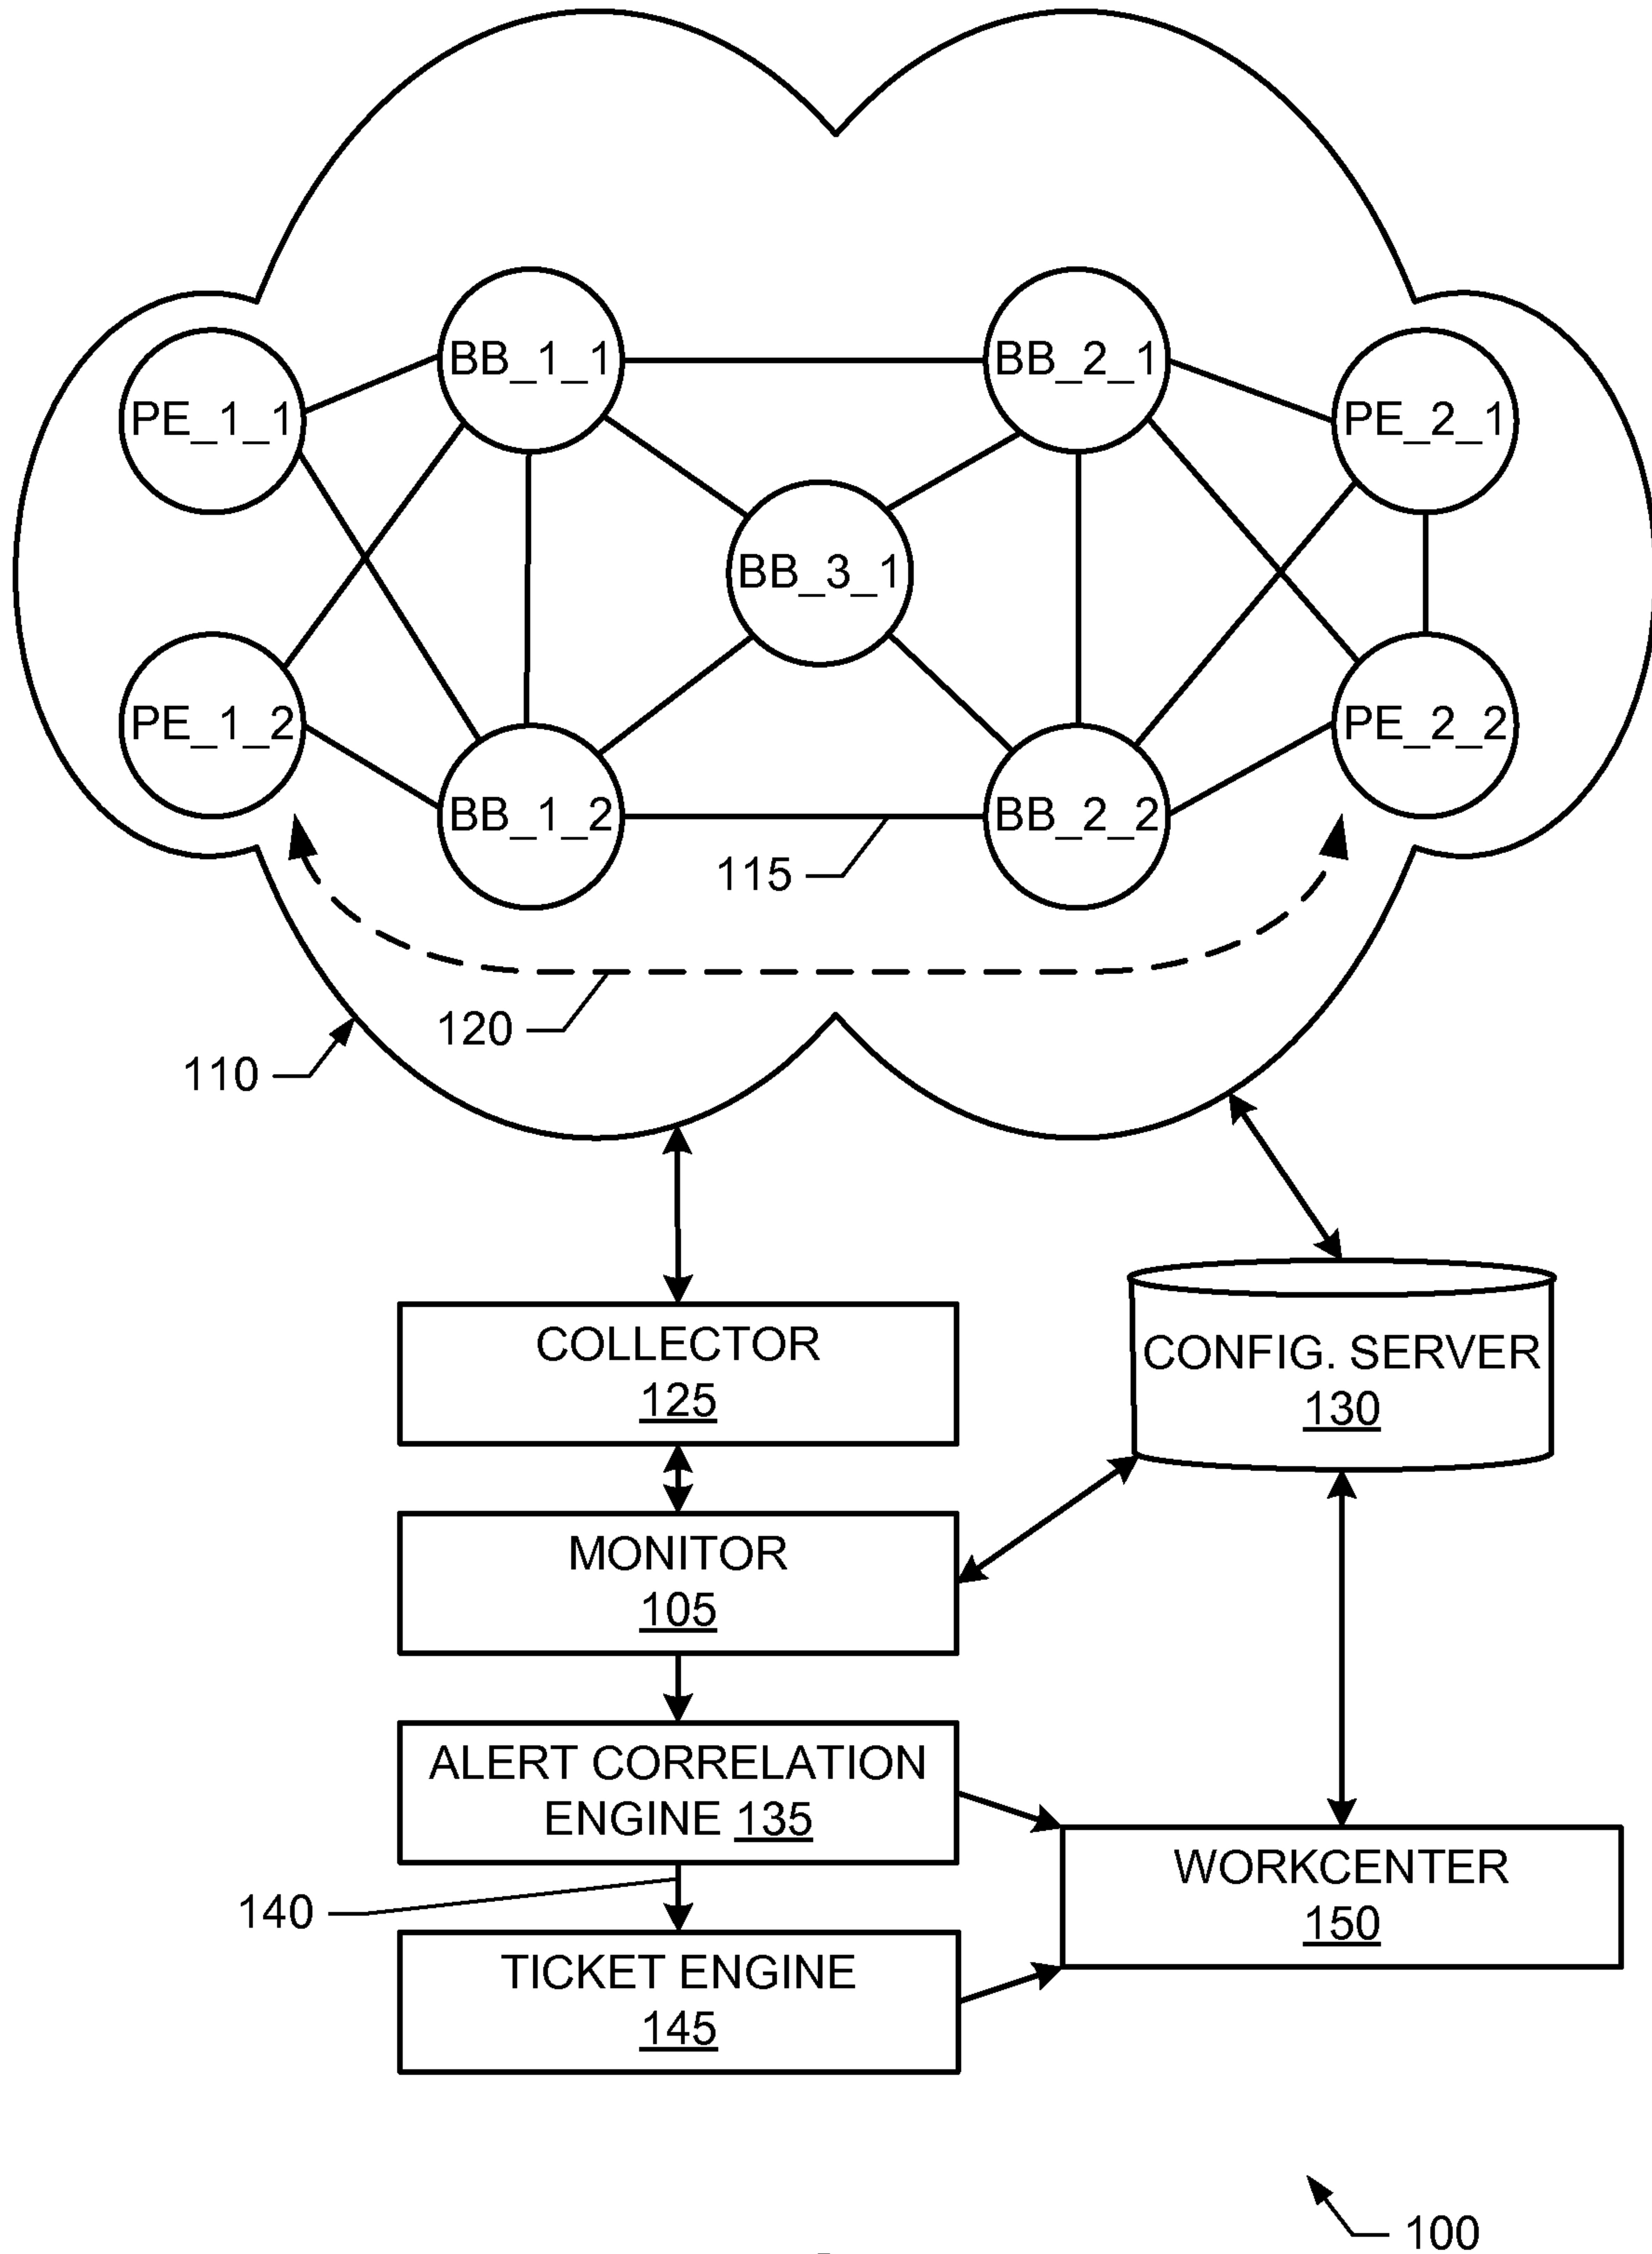 BB_1_1
BB_2_1
PE_1_1
PE_2_1
BB_3_1
PE_1_2
PE_2_2
BB_1_2
BB_2_2
115
120
110
COLLECTOR
125
CONFIG. SERVER
130
MONITOR
105
ALERT CORRELATION
ENGINE 135
WORKCENTER
150
140
TICKET ENGINE
145
100